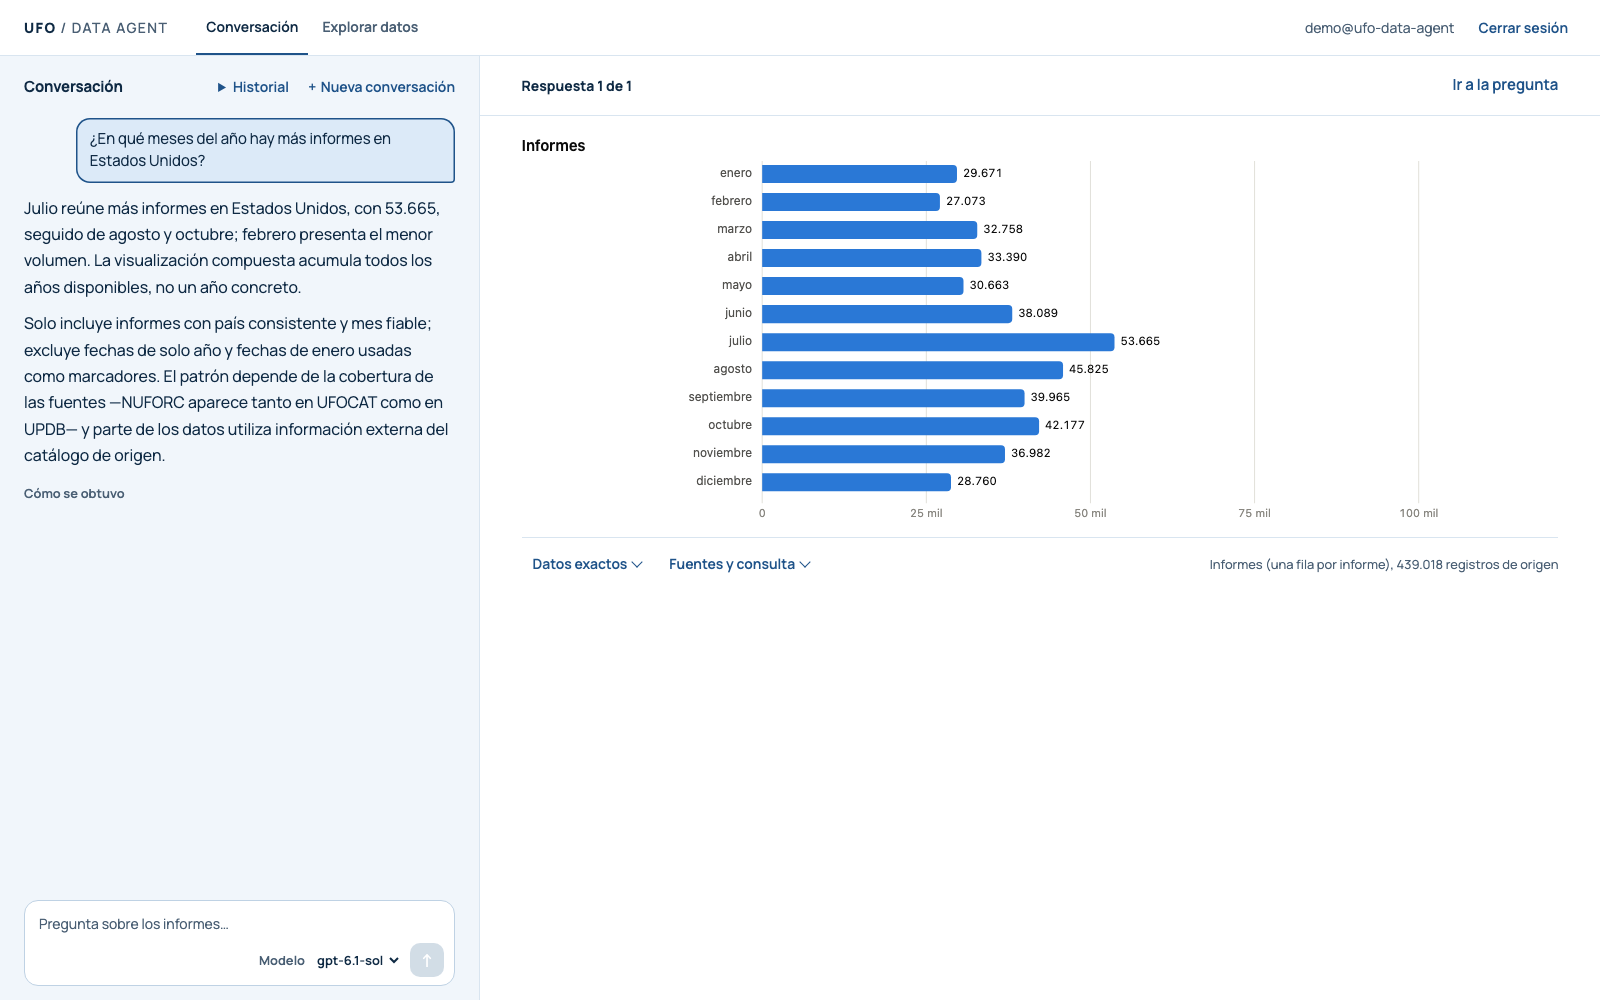 UFO / DATA AGENT
Conversación
Explorar datos
demo@ufo-data-agent
Cerrar sesión
Conversación
Historial
+ Nueva conversación
¿En qué meses del año hay más informes en
Estados Unidos?
Julio reúne más informes en Estados Unidos, con 53.665,
seguido de agosto y octubre; febrero presenta el menor
volumen. La visualización compuesta acumula todos los
años disponibles, no un año concreto.
Solo incluye informes con país consistente y mes fiable;
excluye fechas de solo año y fechas de enero usadas
como marcadores. El patrón depende de la cobertura de
las fuentes —NUFORC aparece tanto en UFOCAT como en
UPDB— y parte de los datos utiliza información externa del
catálogo de origen.
Cómo se obtuvo
Pregunta sobre los informes…
Modelo gpt-6.1-sol
Respuesta 1 de 1
Ir a la pregunta
Informes
enero 29.671
febrero 27.073
marzo 32.758
abril 33.390
mayo 30.663
junio 38.089
julio 53.665
agosto 45.825
septiembre 39.965
octubre 42.177
noviembre 36.982
diciembre 28.760
0 25 mil 50 mil 75 mil 100 mil
Datos exactos
Fuentes y consulta
Informes (una fila por informe), 439.018 registros de origen